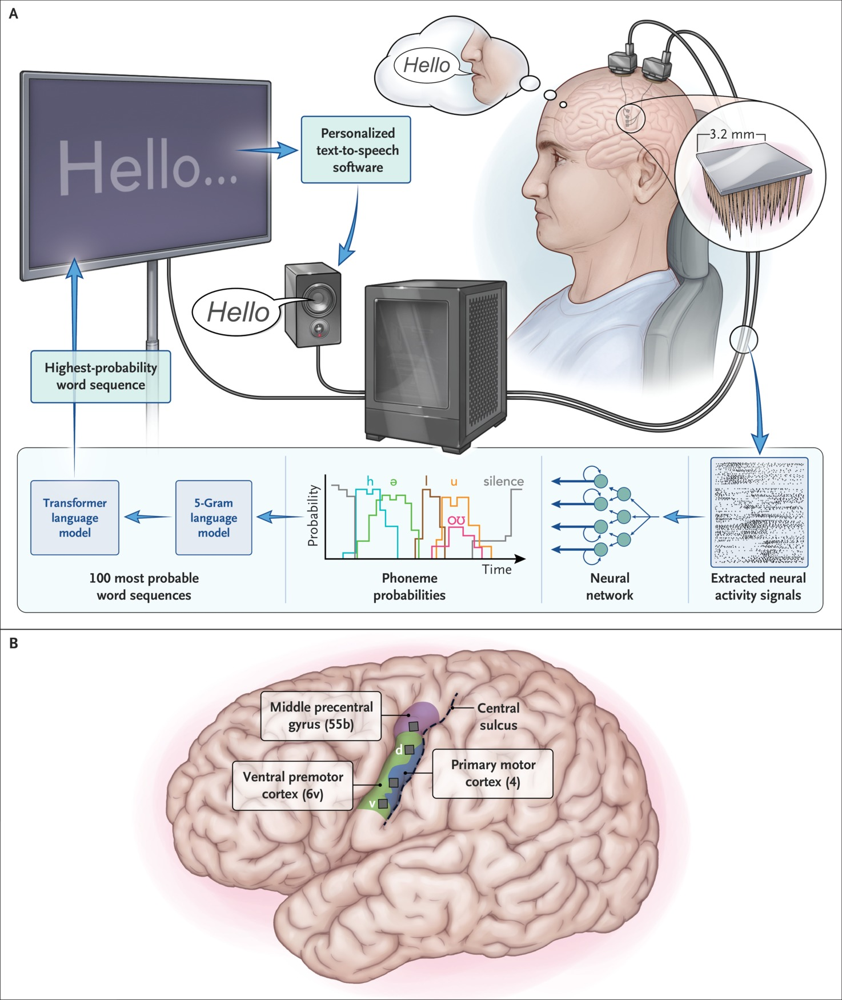 A
Hello
Hello...
Personalized
text-to-speech
software
3.2 mm
Hello
Highest-probability
word sequence
Transformer
language
model
5-Gram
language
model
100 most probable
word sequences
Probability
h
ə
l
u
silence
oʊ
Time
Phoneme
probabilities
Neural
network
Extracted neural
activity signals
B
Middle precentral
gyrus (55b)
Central
sulcus
d
Primary motor
cortex (4)
Ventral premotor
cortex (6v)
v